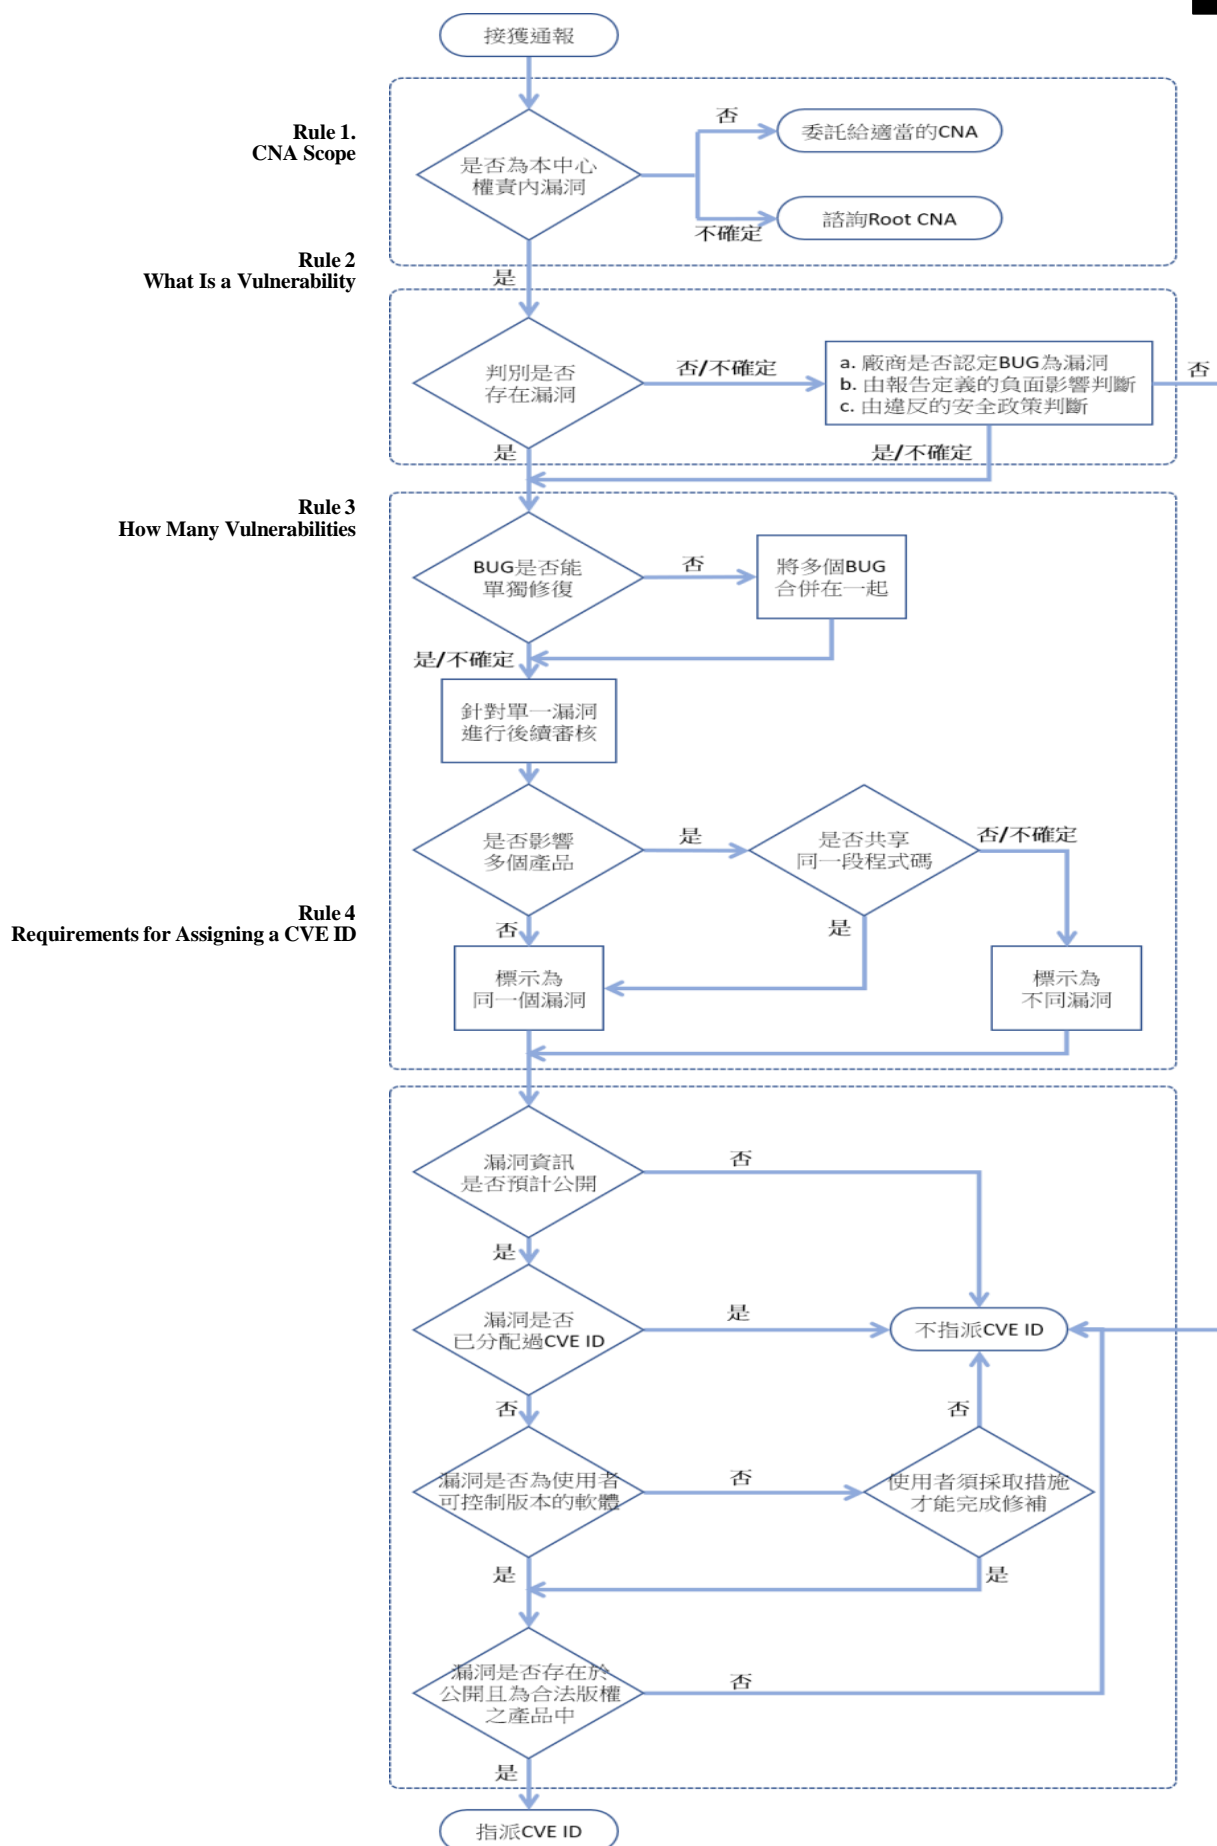 接獲通報
Rule 1.
CNA Scope
是否為本中心
權責內漏洞
否
委託給適當的CNA
不確定
諮詢Root CNA
是
Rule 2
What Is a Vulnerability
判別是否
存在漏洞
否/不確定
a. 廠商是否認定BUG為漏洞
b. 由報告定義的負面影響判斷
c. 由違反的安全政策判斷
否
是
是/不確定
Rule 3
How Many Vulnerabilities
BUG是否能
單獨修復
否
將多個BUG
合併在一起
是/不確定
針對單一漏洞
進行後續審核
是否影響
多個產品
是
是否共享
同一段程式碼
否/不確定
Rule 4
Requirements for Assigning a CVE ID
否
是
標示為
同一個漏洞
標示為
不同漏洞
漏洞資訊
是否預計公開
否
是
漏洞是否
已分配過CVE ID
是
不指派CVE ID
否
否
漏洞是否為使用者
可控制版本的軟體
否
使用者須採取措施
才能完成修補
是
是
漏洞是否存在於
公開且為合法版權
之產品中
否
是
指派CVE ID